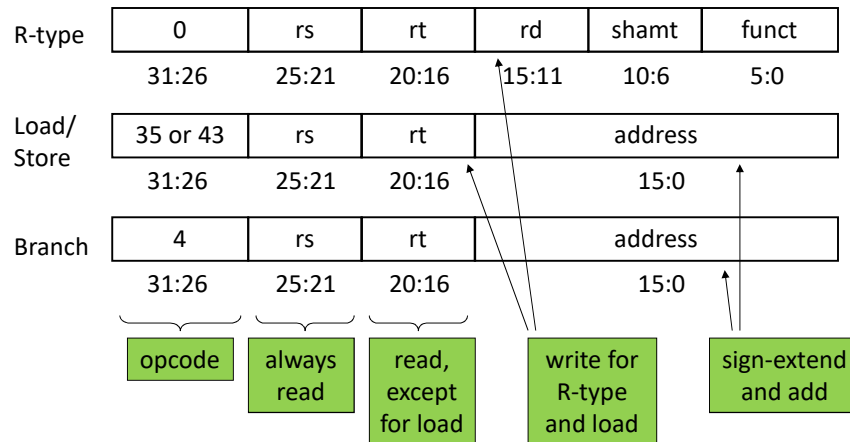 R-type 0 rs rt rd shamt funct
31:26 25:21 20:16 15:11 10:6 5:0
Load/
Store
35 or 43 rs rt address
31:26 25:21 20:16 15:0
Branch 4 rs rt address
31:26 25:21 20:16 15:0
opcode
always
read
read,
except
for load
write for
R-type
and load
sign-extend
and add